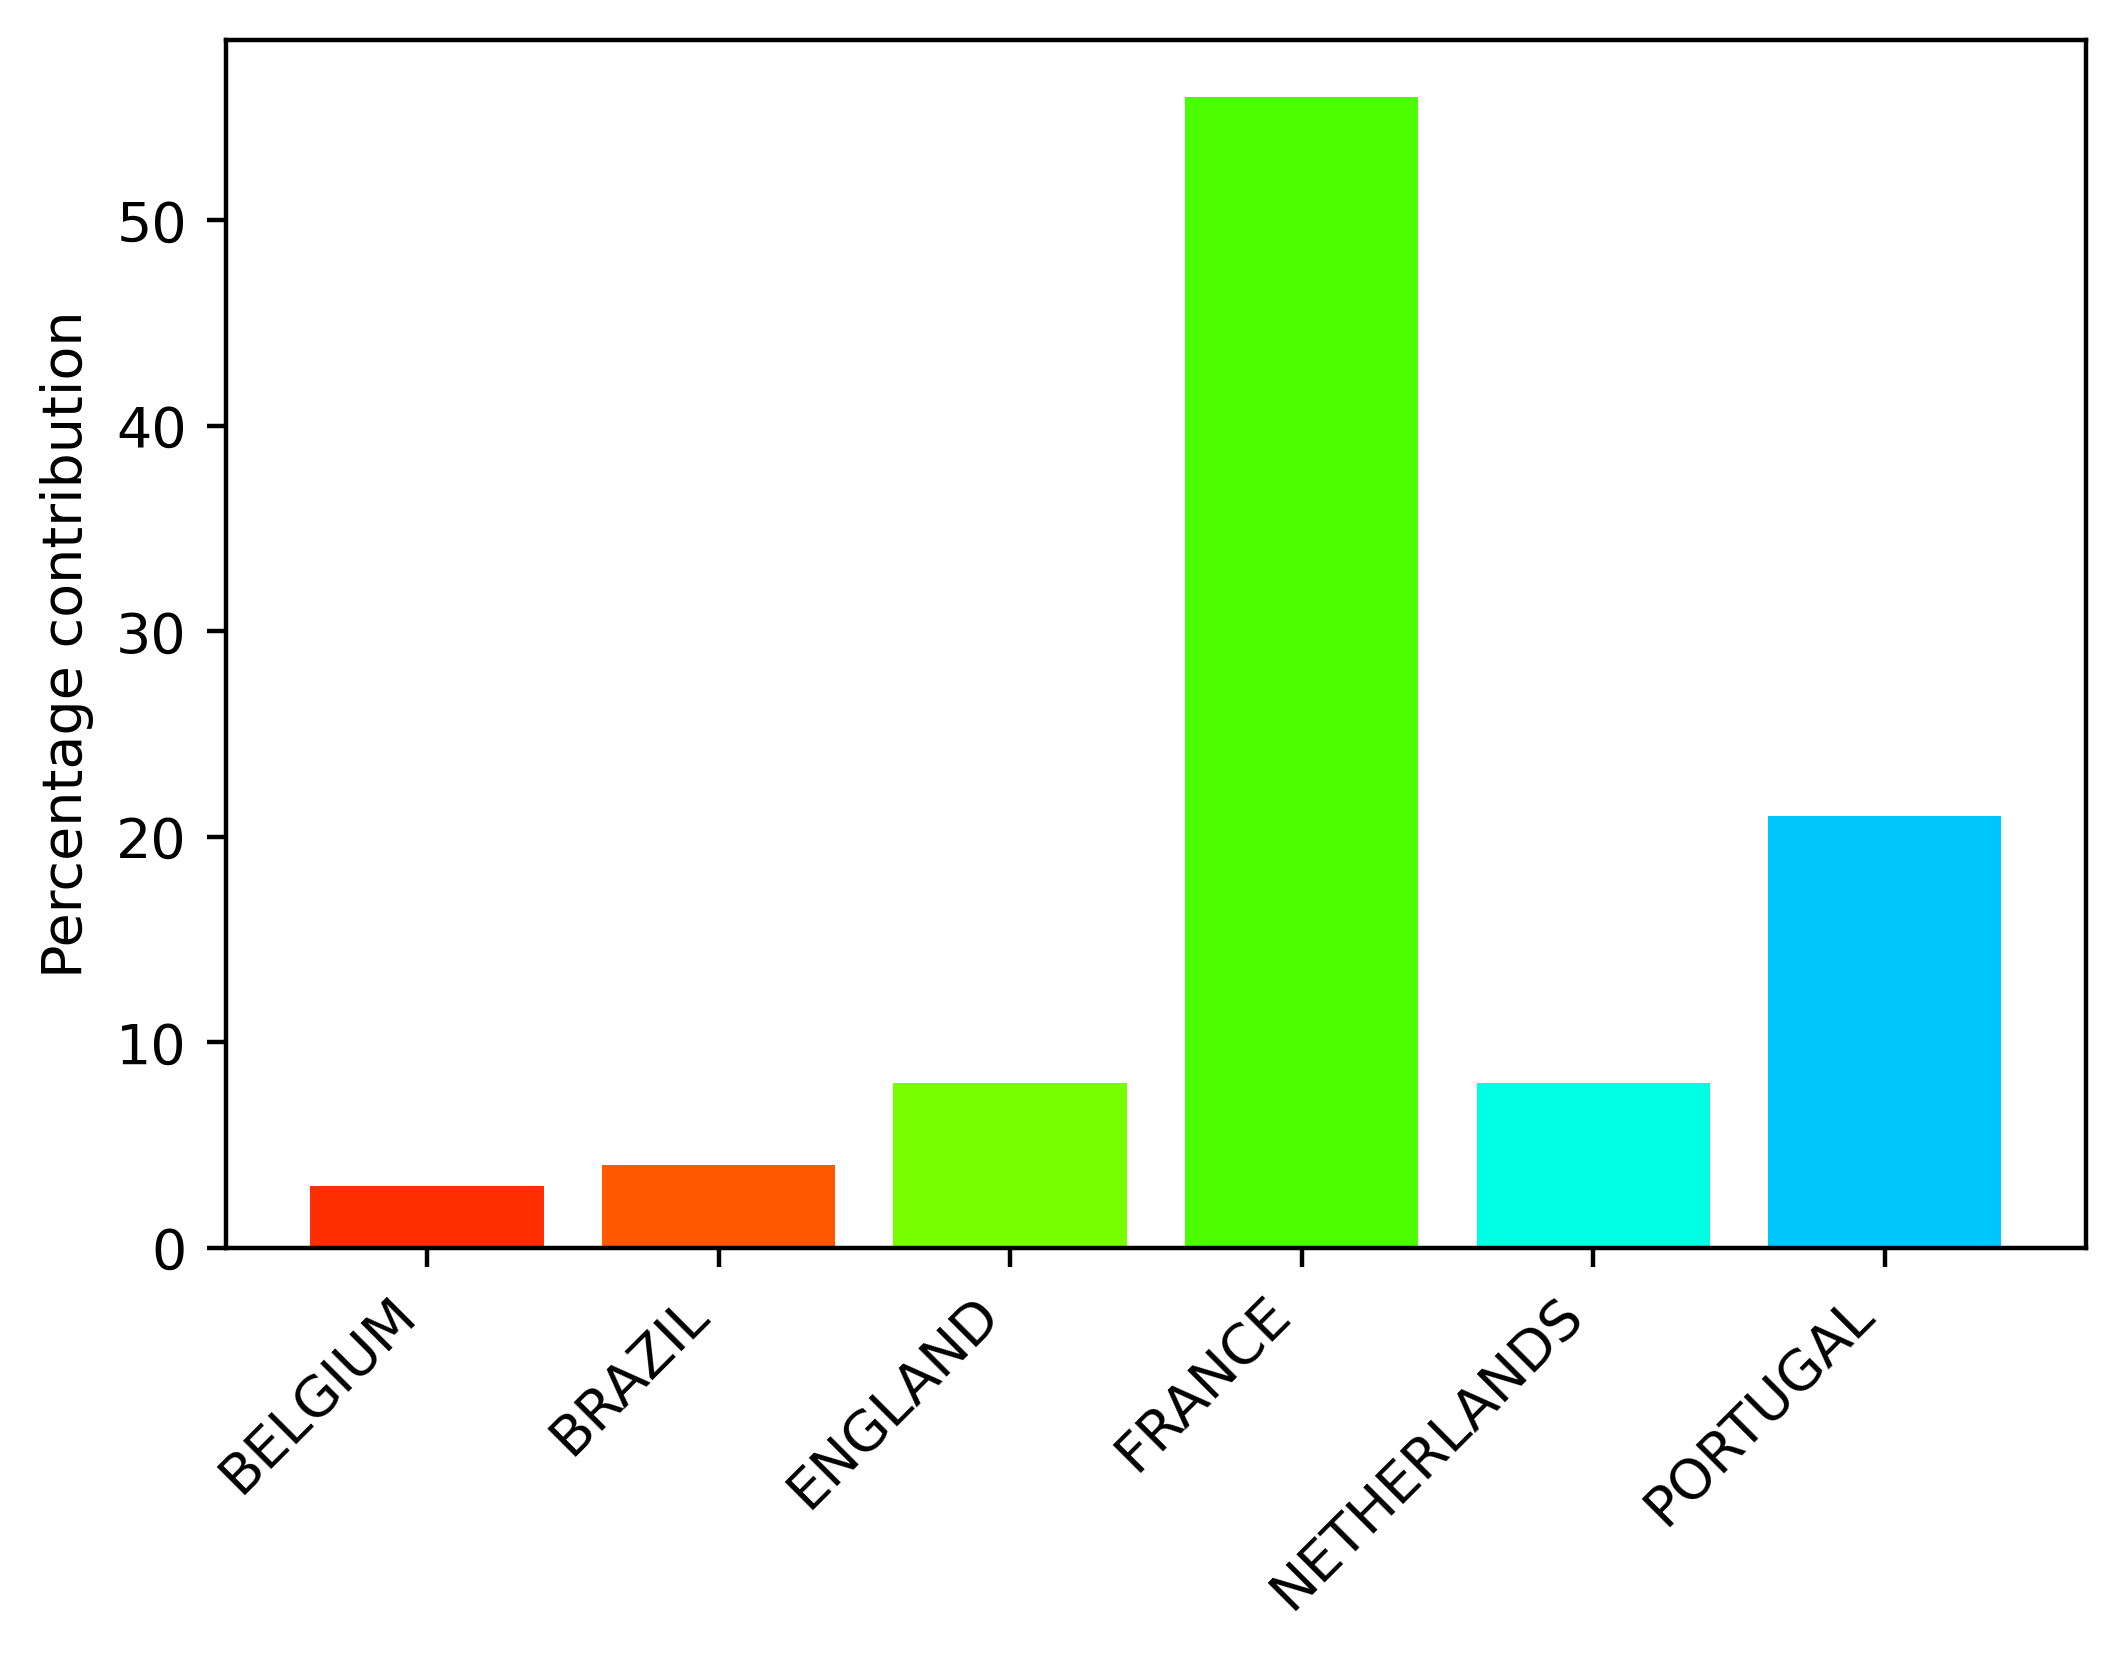 Percentage contribution
50
40
30
20
10
0
BELGIUM
BRAZIL
ENGLAND
FRANCE
NETHERLANDS
PORTUGAL